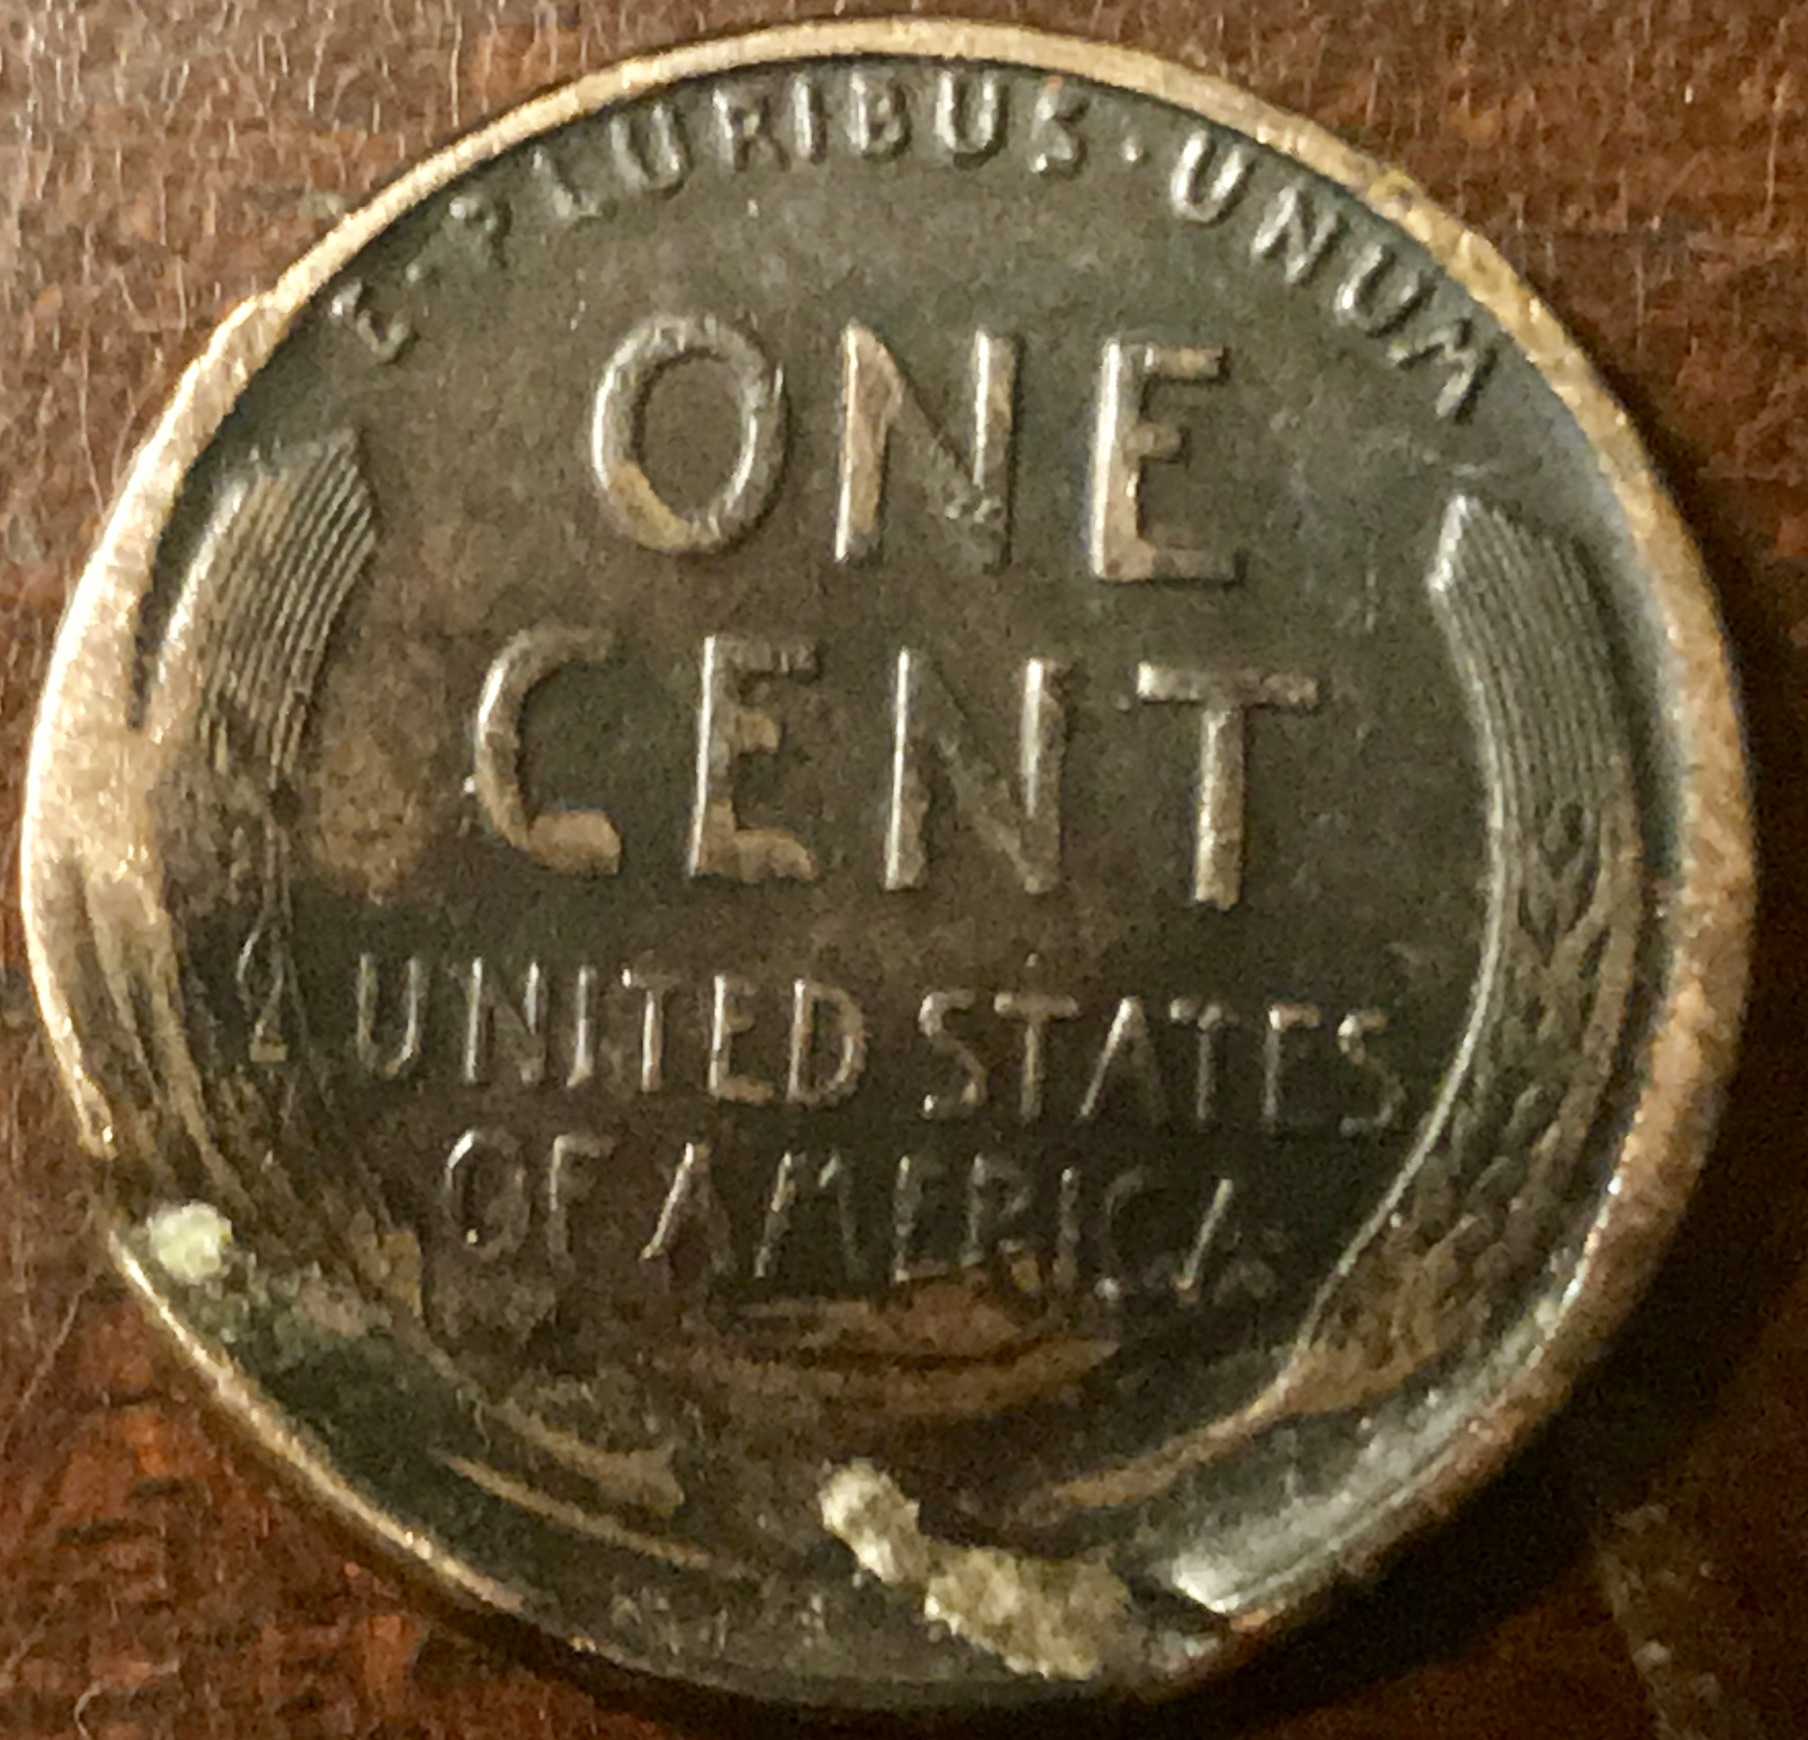 E·PLURIBUS·UNUM
ONE
CENT
UNITED STATES
OF AMERICA